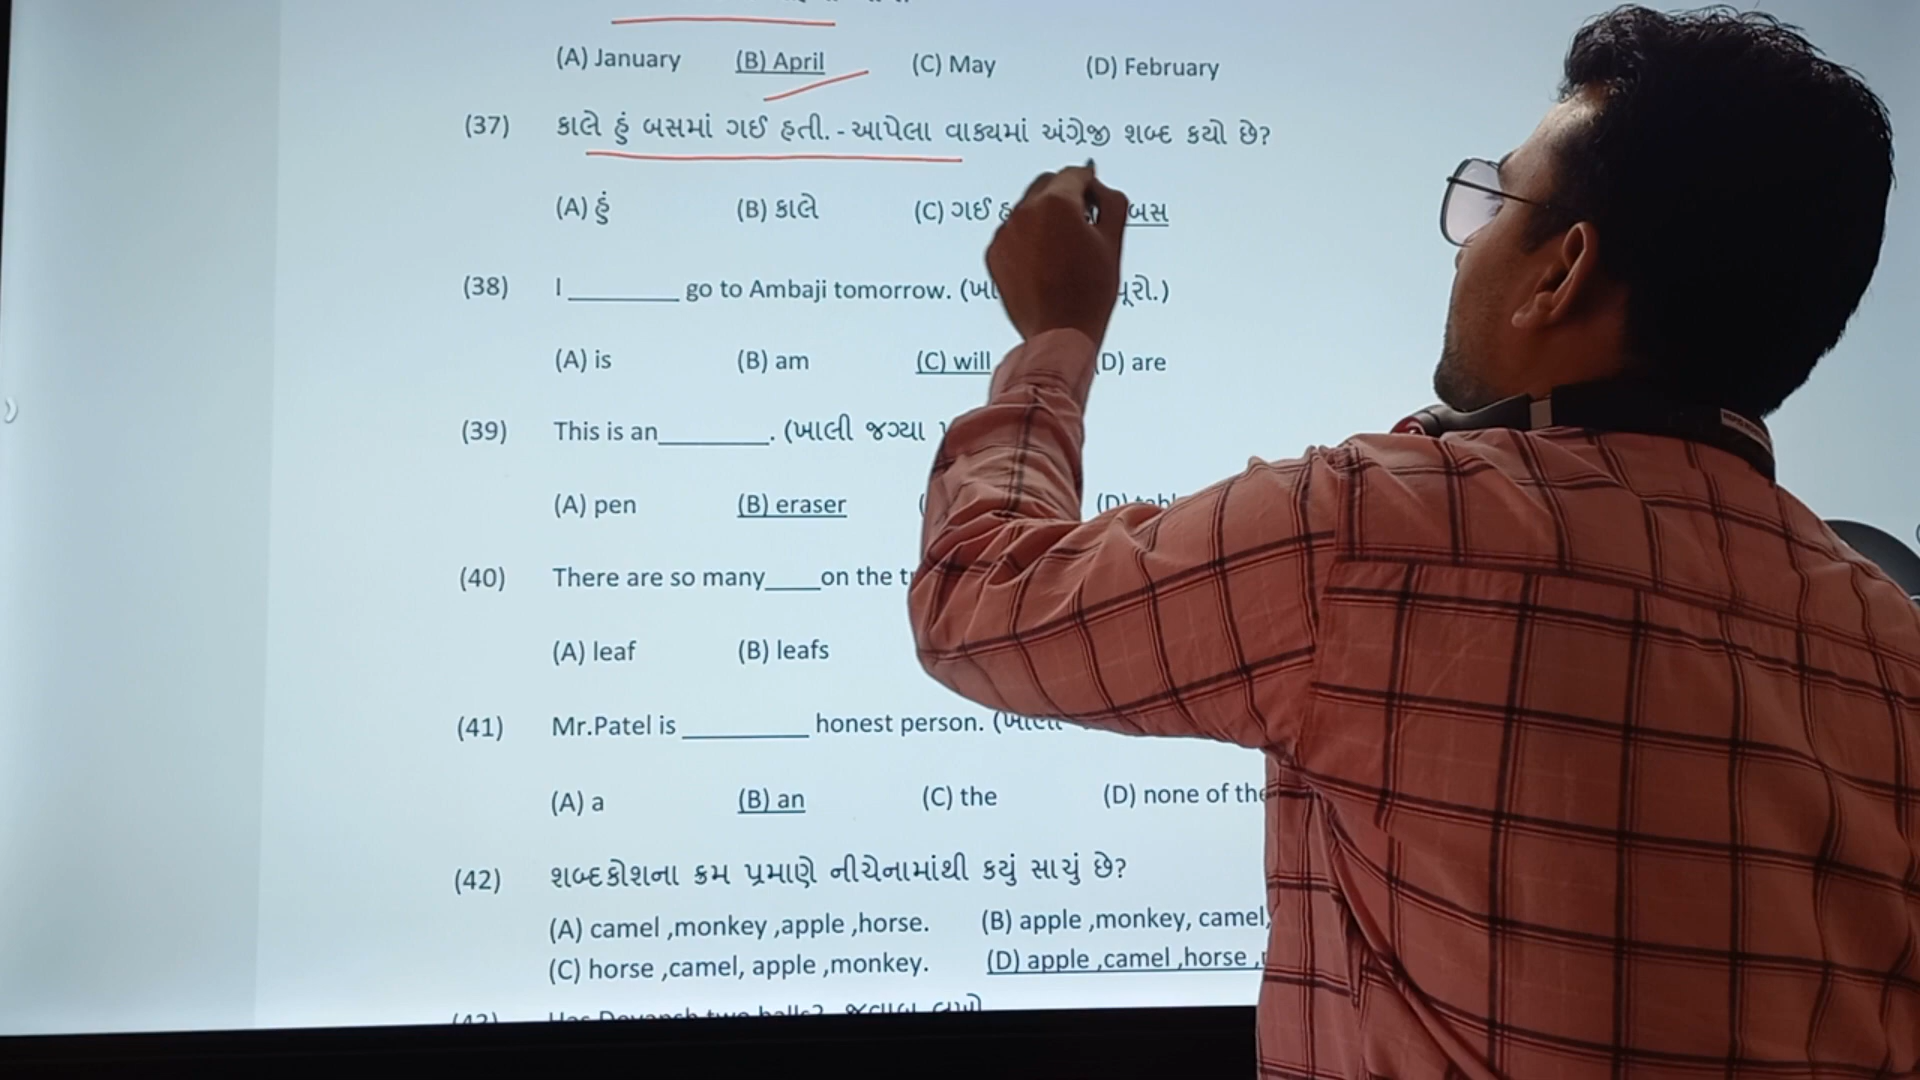 (A) January (B) April (C) May (D) February
(37) કાલે હું બસમાં ગઈ હતી. - આપેલા વાક્યમાં અંગ્રેજી શબ્દ કયો છે?
(A) હું (B) કાલે (C) ગઈ બસ
(38) I ________ go to Ambaji tomorrow. પૂરો.)
(A) is (B) am (C) will (D) are
(39) This is an________. (ખાલી જગ્યા
(A) pen (B) eraser (D)
(40) There are so many____on the
(A) leaf (B) leafs
(41) Mr.Patel is _________ honest person. (ખાલી
(A) a (B) an (C) the (D) none of the
(42) શબ્દકોશના ક્રમ પ્રમાણે નીચેનામાંથી કયું સાચું છે?
(A) camel ,monkey ,apple ,horse. (B) apple ,monkey, camel,
(C) horse ,camel, apple ,monkey. (D) apple ,camel ,horse ,